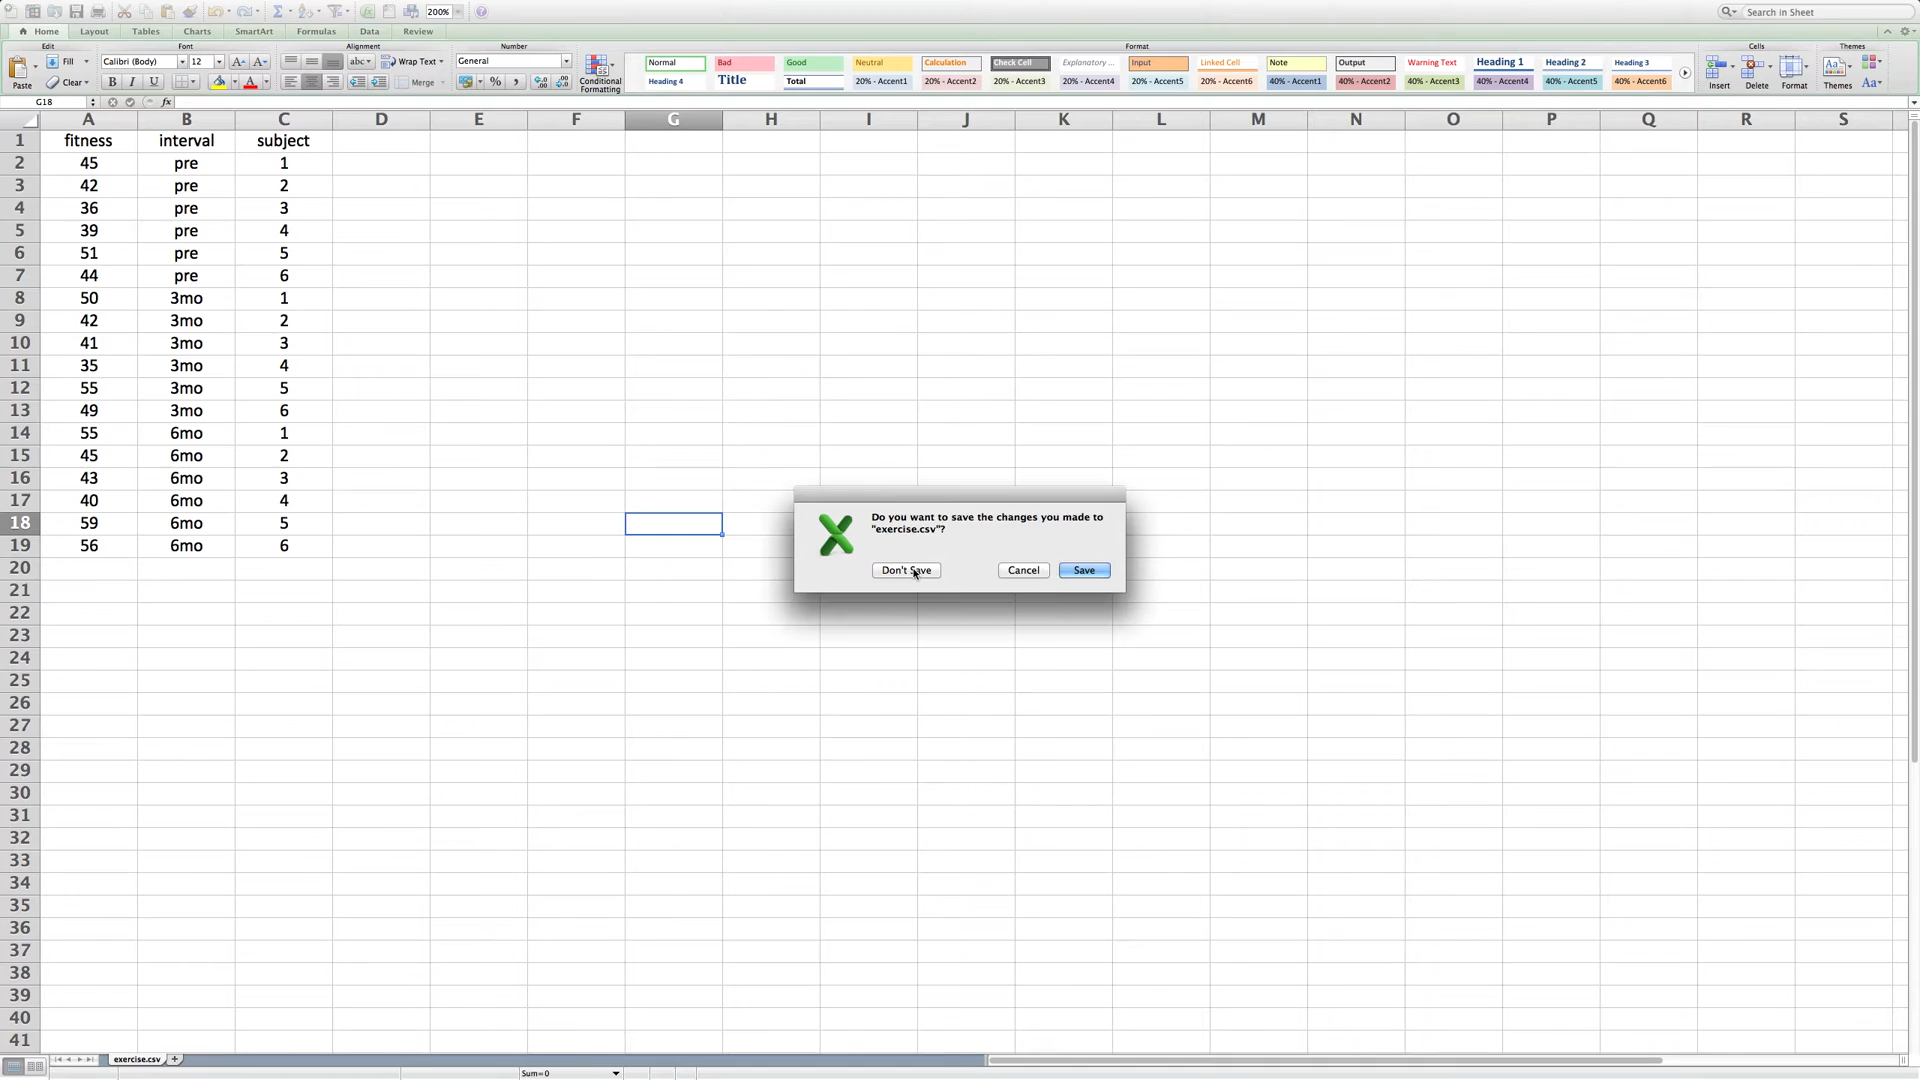 200% Search in Sheet
Home Layout Tables Charts SmartArt Formulas Data Review
Edit Font Alignment Number Format Cells Themes
Paste Fill Calibri (Body) 12 abc Wrap Text General Conditional Formatting Normal Bad Good Neutral Calculation Check Cell Explanatory ... Input Linked Cell Note Output Warning Text Heading 1 Heading 2 Heading 3 Insert Delete Format Themes Aa
Clear B I U A Merge % Heading 4 Title Total 20% - Accent1 20% - Accent2 20% - Accent3 20% - Accent4 20% - Accent5 20% - Accent6 40% - Accent1 40% - Accent2 40% - Accent3 40% - Accent4 40% - Accent5 40% - Accent6 Aa
G18 fx
A B C D E F G H I J K L M N O P Q R S
1 fitness interval subject
2 45 pre 1
3 42 pre 2
4 36 pre 3
5 39 pre 4
6 51 pre 5
7 44 pre 6
8 50 3mo 1
9 42 3mo 2
10 41 3mo 3
11 35 3mo 4
12 55 3mo 5
13 49 3mo 6
14 55 6mo 1
15 45 6mo 2
16 43 6mo 3
17 40 6mo 4
18 59 6mo 5
19 56 6mo 6
20
21
22
23
24
25
26
27
28
29
30
31
32
33
34
35
36
37
38
39
40
41
Do you want to save the changes you made to
"exercise.csv"?
Don't Save Cancel Save
exercise.csv
Sum=0